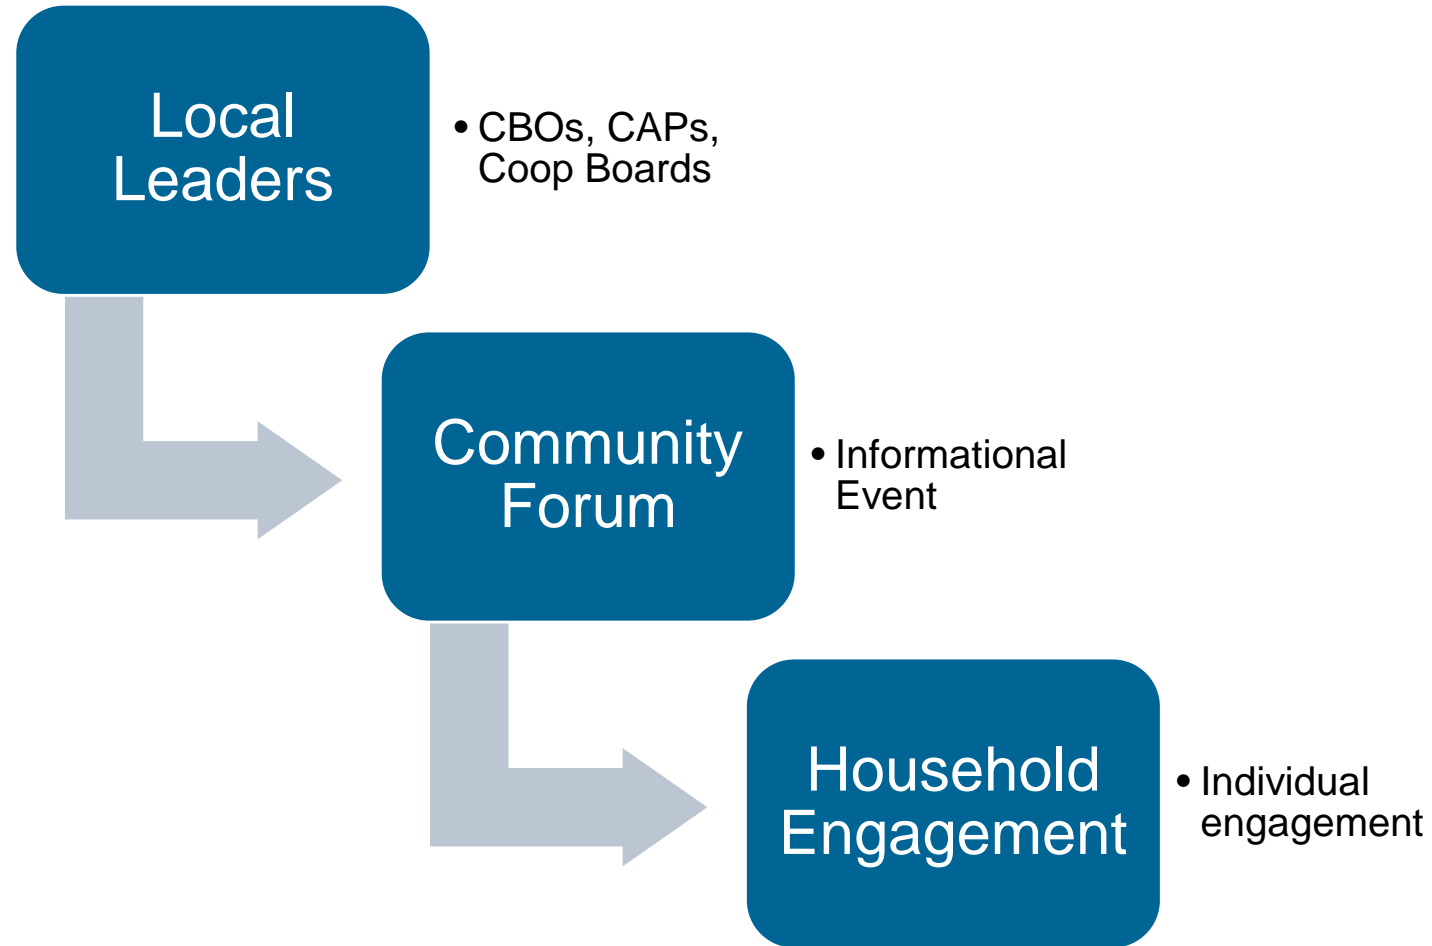 Local
Leaders
• CBOs, CAPs,
Coop Boards
Community
Forum
• Informational
Event
Household
Engagement
• Individual
engagement